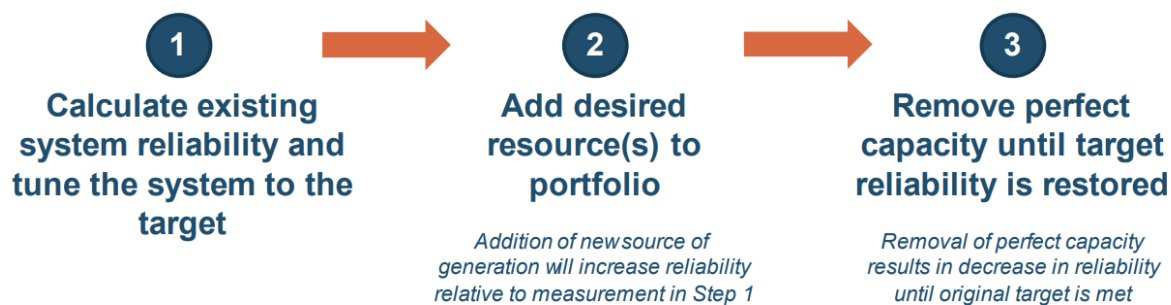 1
Calculate existing
system reliability and
tune the system to the
target
2
Add desired
resource(s) to
portfolio
Addition of new source of
generation will increase reliability
relative to measurement in Step 1
3
Remove perfect
capacity until target
reliability is restored
Removal of perfect capacity
results in decrease in reliability
until original target is met